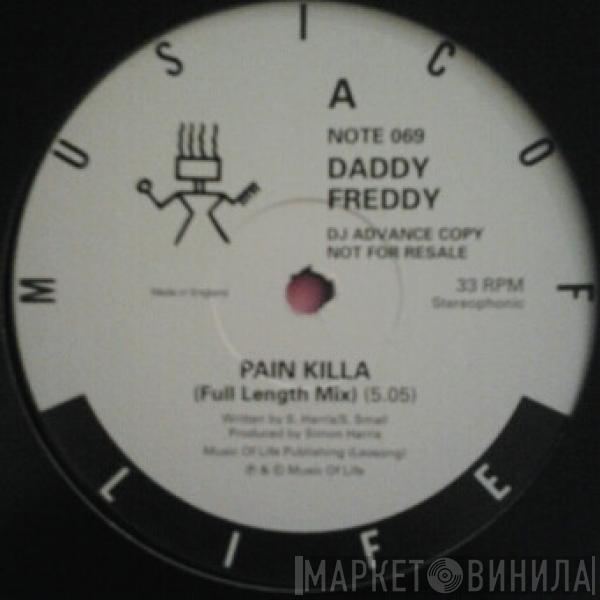 MUSIC OF LIFE
A
NOTE 069
DADDY
FREDDY
DJ ADVANCE COPY
NOT FOR RESALE
33 RPM
Stereophonic
Made in England
PAIN KILLA
(Full Length Mix) (5.05)
Written by S. Harris/S. Small
Produced by Simon Harris
Music Of Life Publishing (Leosong)
℗ & © Music Of Life
МАРКЕТ ВИНИЛА